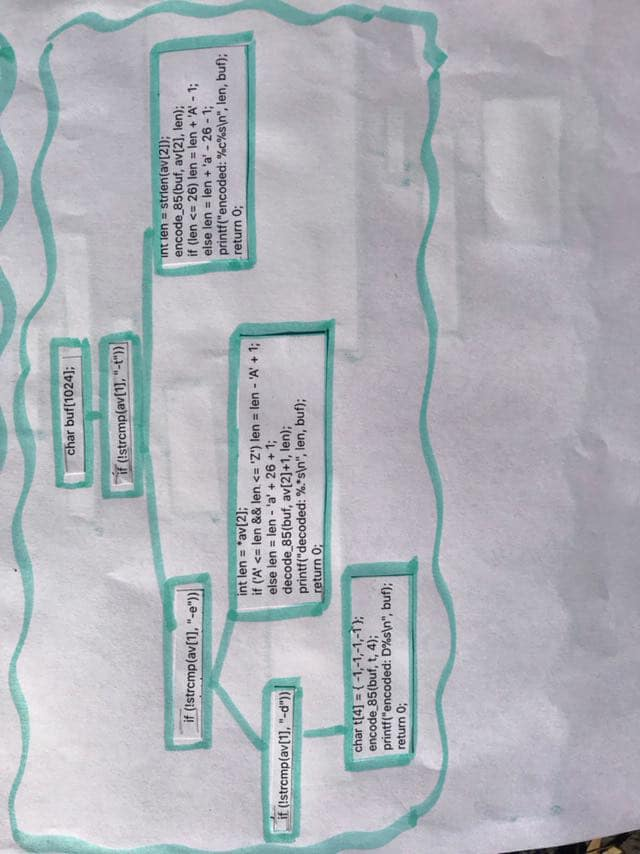 char buf[1024];
if (!strcmp(av[1], "-t"))
int len = strlen(av[2]);
encode_85(buf, av[2], len);
if (len <= 26) len = len + 'A' - 1;
else len = len + 'a' - 26 - 1;
printf("encoded: %c%s\n", len, buf);
return 0;
if (!strcmp(av[1], "-e"))
int len = *av[2];
if ('A' <= len && len <= 'Z') len = len - 'A' + 1;
else len = len - 'a' + 26 + 1;
decode_85(buf, av[2]+1, len);
printf("decoded: %.*s\n", len, buf);
return 0;
if (!strcmp(av[1], "-d"))
char t[4] = { -1,-1,-1,-1 };
encode_85(buf, t, 4);
printf("encoded: D%s\n", buf);
return 0;